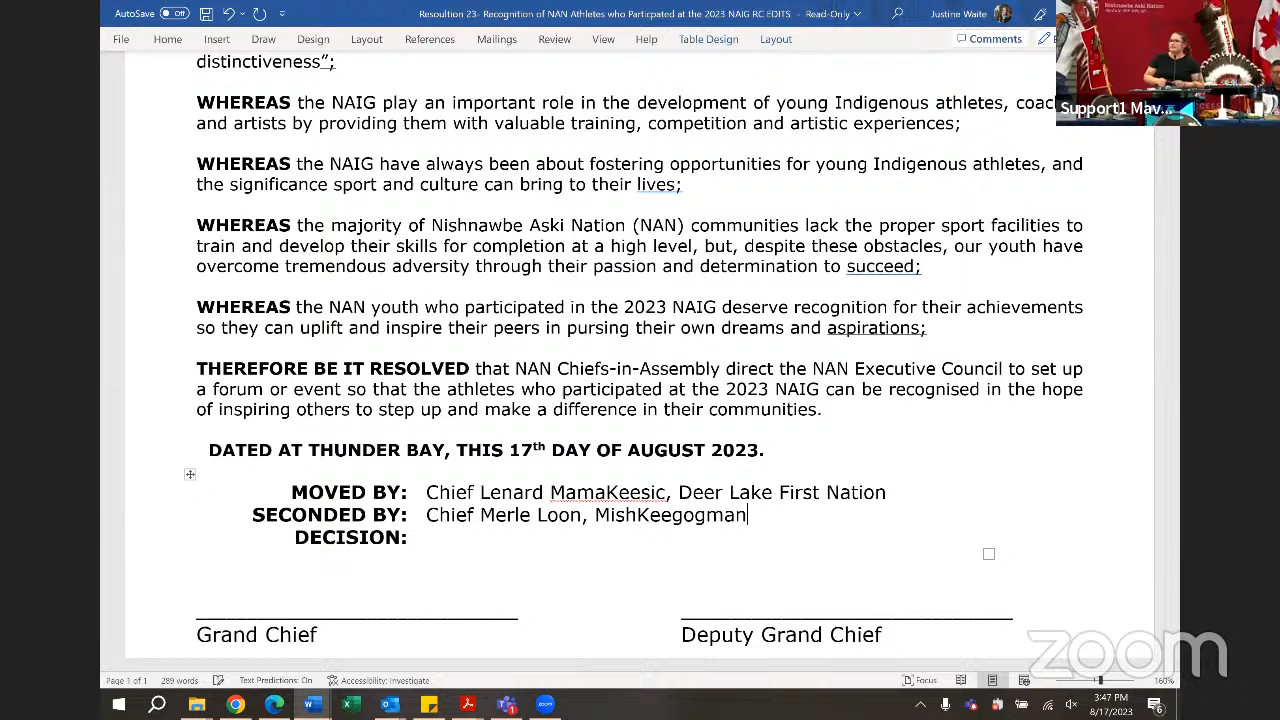 AutoSave Off Resoultion 23- Recognition of NAN Athletes who Particpated at the 2023 NAIG RC EDITS - Read-Only Justine Waite
File Home Insert Draw Design Layout References Mailings Review View Help Table Design Layout Comments
distinctiveness”;
WHEREAS the NAIG play an important role in the development of young Indigenous athletes,
and artists by providing them with valuable training, competition and artistic experiences;
WHEREAS the NAIG have always been about fostering opportunities for young Indigenous athletes, and
the significance sport and culture can bring to their lives;
WHEREAS the majority of Nishnawbe Aski Nation (NAN) communities lack the proper sport facilities to
train and develop their skills for completion at a high level, but, despite these obstacles, our youth have
overcome tremendous adversity through their passion and determination to succeed;
WHEREAS the NAN youth who participated in the 2023 NAIG deserve recognition for their achievements
so they can uplift and inspire their peers in pursing their own dreams and aspirations;
THEREFORE BE IT RESOLVED that NAN Chiefs-in-Assembly direct the NAN Executive Council to set up
a forum or event so that the athletes who participated at the 2023 NAIG can be recognised in the hope
of inspiring others to step up and make a difference in their communities.
DATED AT THUNDER BAY, THIS 17th DAY OF AUGUST 2023.
MOVED BY: Chief Lenard MamaKeesic, Deer Lake First Nation
SECONDED BY: Chief Merle Loon, MishKeegogman
DECISION:
Grand Chief Deputy Grand Chief
Nishnawbe Aski Nation
Support1 Mav...
zoom
Page 1 of 1 289 words Text Predictions: On Accessibility: Investigate Focus 160%
3:47 PM
8/17/2023
6